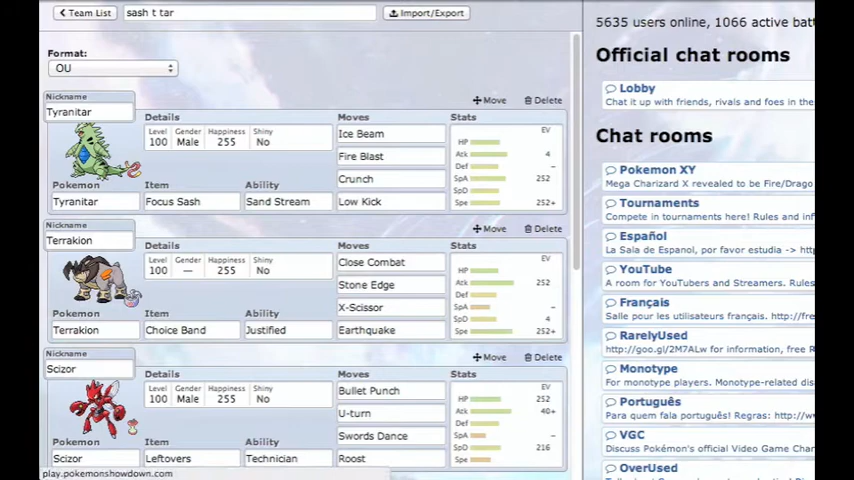 Team List
sash t tar
Import/Export
Format:
OU
Nickname
Tyranitar
Move
Delete
Details
Moves
Stats
Level
Gender
Happiness
Shiny
100
Male
255
No
Ice Beam
Fire Blast
Crunch
Low Kick
EV
HP
Atk 4
Def –
SpA 252
SpD –
Spe 252+
Pokemon
Item
Ability
Tyranitar
Focus Sash
Sand Stream
Nickname
Terrakion
Move
Delete
Details
Moves
Stats
Level
Gender
Happiness
Shiny
100
—
255
No
Close Combat
Stone Edge
X-Scissor
Earthquake
EV
HP
Atk 252
Def
SpA –
SpD 4
Spe 252+
Pokemon
Item
Ability
Terrakion
Choice Band
Justified
Nickname
Scizor
Move
Delete
Details
Moves
Stats
Level
Gender
Happiness
Shiny
100
Male
255
No
Bullet Punch
U-turn
Swords Dance
Roost
EV
HP 252
Atk 40+
Def
SpA –
SpD 216
Spe
Pokemon
Item
Ability
Scizor
Leftovers
Technician
play.pokemonshowdown.com
5635 users online, 1066 active batt
Official chat rooms
Lobby
Chat it up with friends, rivals and foes in the
Chat rooms
Pokemon XY
Mega Charizard X revealed to be Fire/Drago
Tournaments
Compete in tournaments here! Rules and inf
Español
La Sala de Espanol, por favor estudia -> http
YouTube
A room for YouTubers and Streamers. Rules
Français
Salle pour les utilisateurs français. http://fre
RarelyUsed
http://goo.gl/2M7ALw for information, free R
Monotype
For monotype players. Monotype-related dis
Português
Para quem fala português! Regras: http://w
VGC
Discuss Pokémon's official Video Game Cham
OverUsed